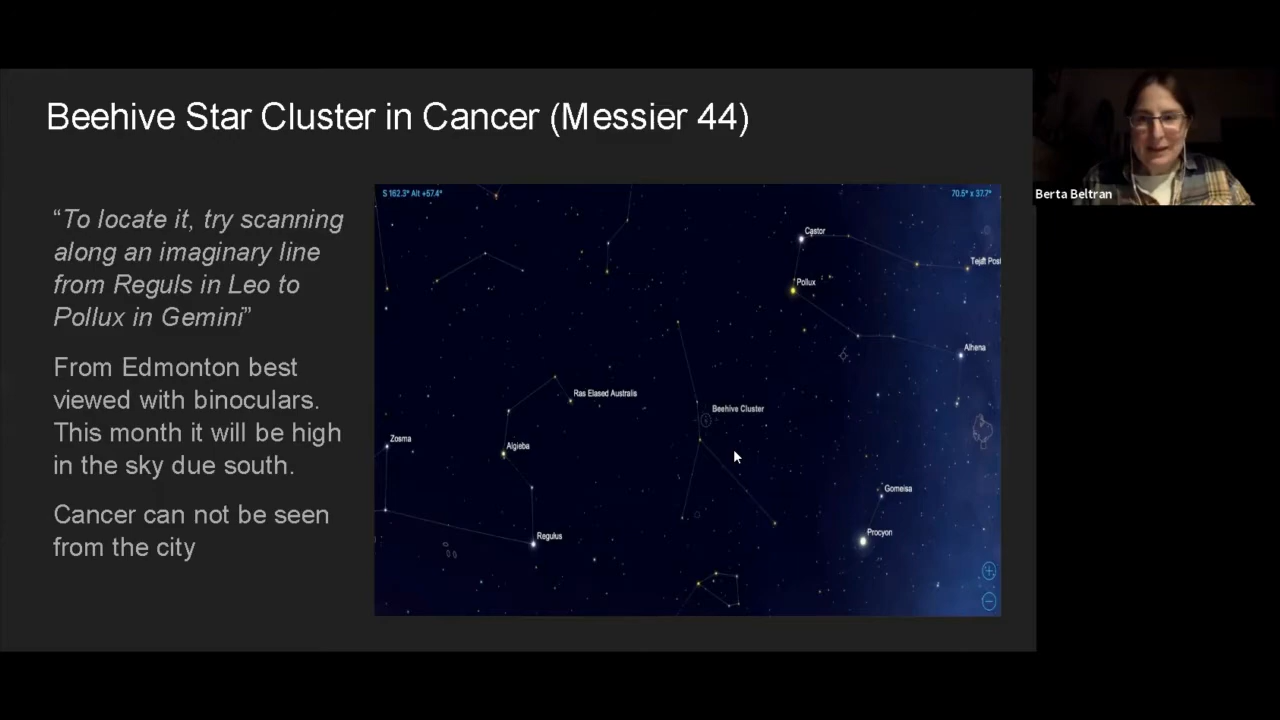 Beehive Star Cluster in Cancer (Messier 44)
“To locate it, try scanning
along an imaginary line
from Reguls in Leo to
Pollux in Gemini”
From Edmonton best
viewed with binoculars.
This month it will be high
in the sky due south.
Cancer can not be seen
from the city
S 162.3° Alt +57.4°
70.5° x 37.7°
Castor
Tejat Post
Pollux
Alhena
Ras Elased Australis
Beehive Cluster
Zosma
Algieba
Gomeisa
Regulus
Procyon
Berta Beltran